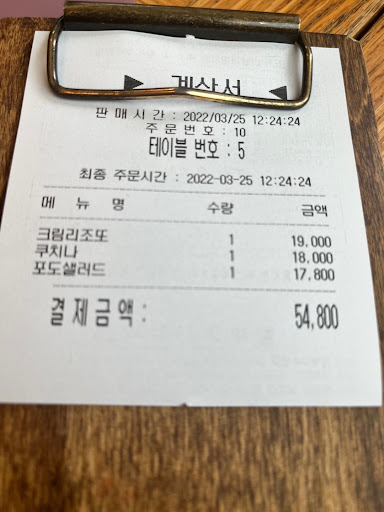 ▶ 계산서 ◀
판매시간 : 2022/03/25 12:24:24
주문번호 : 10
테이블 번호 : 5
최종 주문시간 : 2022-03-25 12:24:24
메 뉴 명 수량 금액
크림리조또 1 19,000
쿠치나 1 18,000
포도샐러드 1 17,800
결제금액 : 54,800